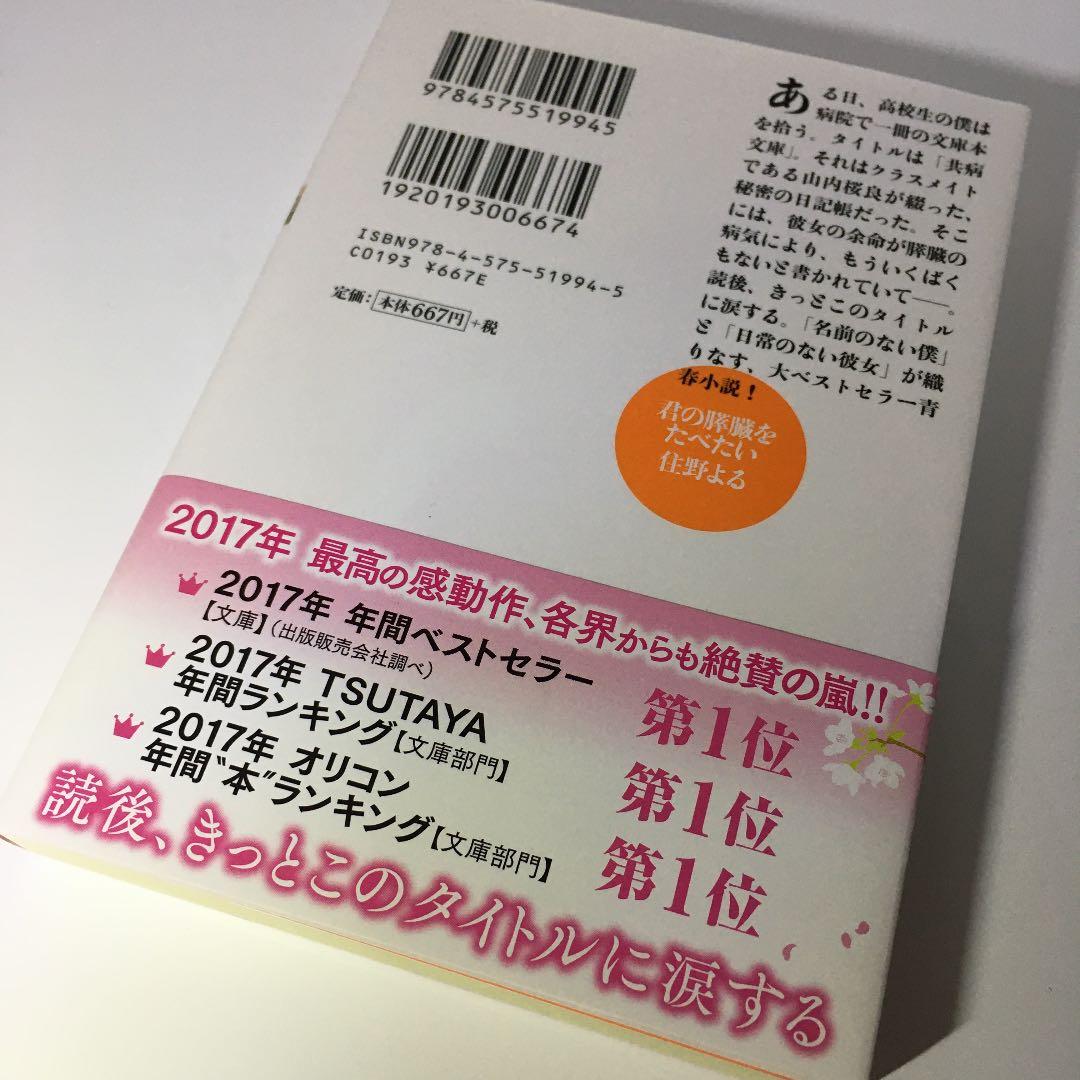 9784575519945
1920193006674
ISBN978-4-575-51994-5
C0193 ¥667E
定価：本体667円+税
ある日、高校生の僕は
病院で一冊の文庫本
を拾う。タイトルは「共病
文庫」。それはクラスメイト
である山内桜良が綴った、
秘密の日記帳だった。そこ
には、彼女の余命が膵臓の
病気により、もういくばく
もないと書かれていて――。
読後、きっとこのタイトル
に涙する。「名前のない僕」
と「日常のない彼女」が織
りなす、大ベストセラー青
春小説！
君の膵臓を
たべたい
住野よる
2017年 最高の感動作、各界からも絶賛の嵐!!
2017年 年間ベストセラー
【文庫】（出版販売会社調べ）
第1位
2017年 TSUTAYA
年間ランキング【文庫部門】
第1位
2017年 オリコン
年間"本"ランキング【文庫部門】
第1位
読後、きっとこのタイトルに涙する